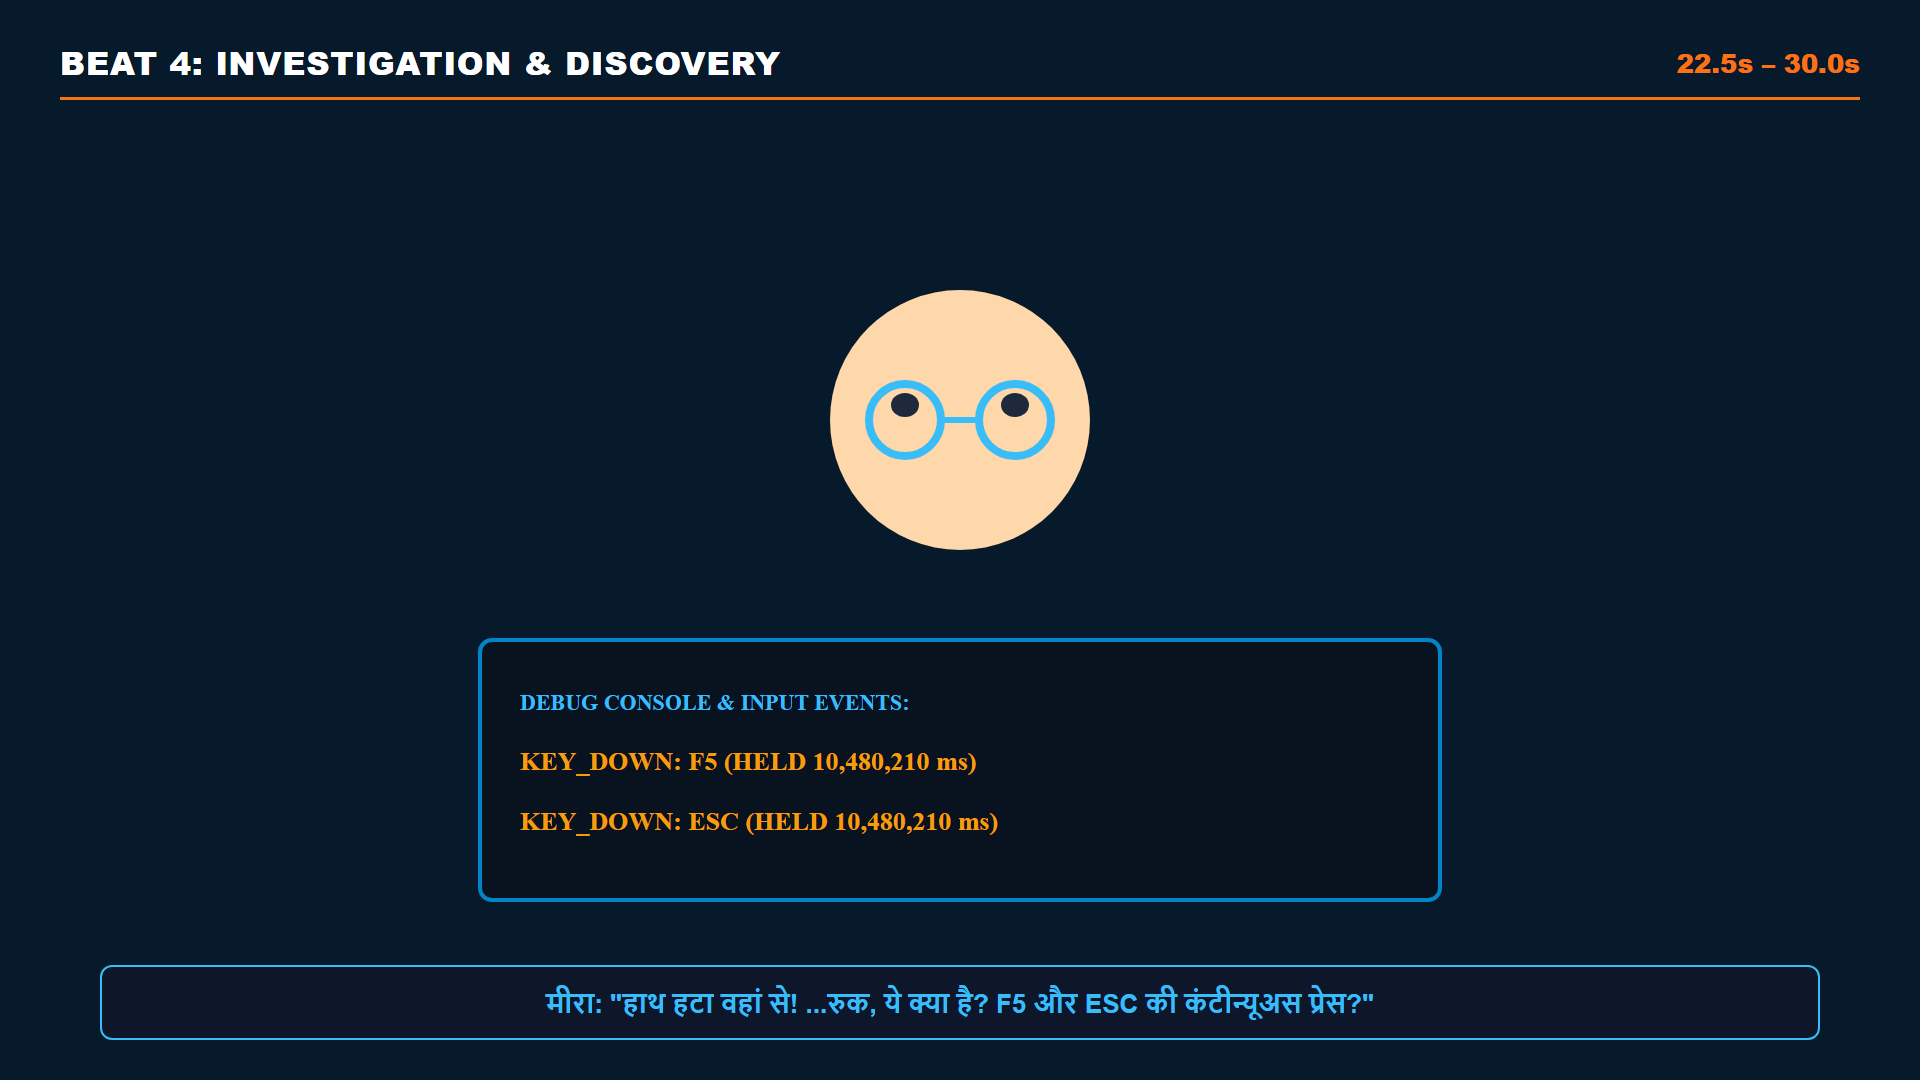 BEAT 4: INVESTIGATION & DISCOVERY
22.5s – 30.0s
DEBUG CONSOLE & INPUT EVENTS:
KEY_DOWN: F5 (HELD 10,480,210 ms)
KEY_DOWN: ESC (HELD 10,480,210 ms)
मीरा: "हाथ हटा वहां से! ...रुक, ये क्या है? F5 और ESC की कंटीन्यूअस प्रेस?"